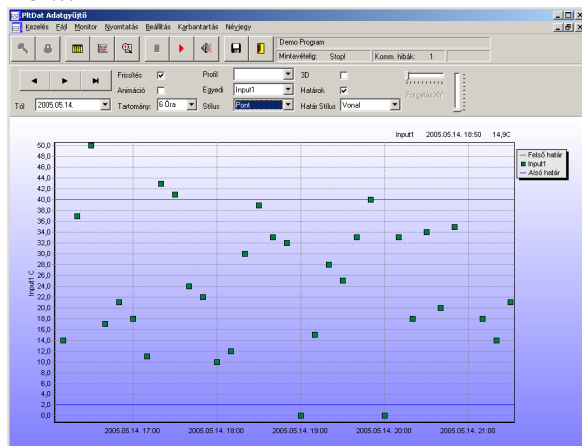 PltDat Adatgyűjtő
Kezelés Fájl Monitor Nyomtatás Beállítás Karbantartás Névjegy
Demo Program
Mintavételig: Stop! Komm. hibák: 1
Frissítés Profil 3D
Animáció Egyedi Input1 Határok
Forgatás XY
Tól 2005.05.14. Tartomány: 6 Óra Stílus Pont Határ Stílus Vonal
Input1 2005.05.14. 18:50 14,9C
50,0
48,0
46,0
44,0
42,0
40,0
38,0
36,0
34,0
32,0
30,0
28,0
26,0
24,0
22,0
20,0
18,0
16,0
14,0
12,0
10,0
8,0
6,0
4,0
2,0
0,0
Input1 C
Felső határ
Input1
Alsó határ
2005.05.14. 17:00 2005.05.14. 18:00 2005.05.14. 19:00 2005.05.14. 20:00 2005.05.14. 21:00